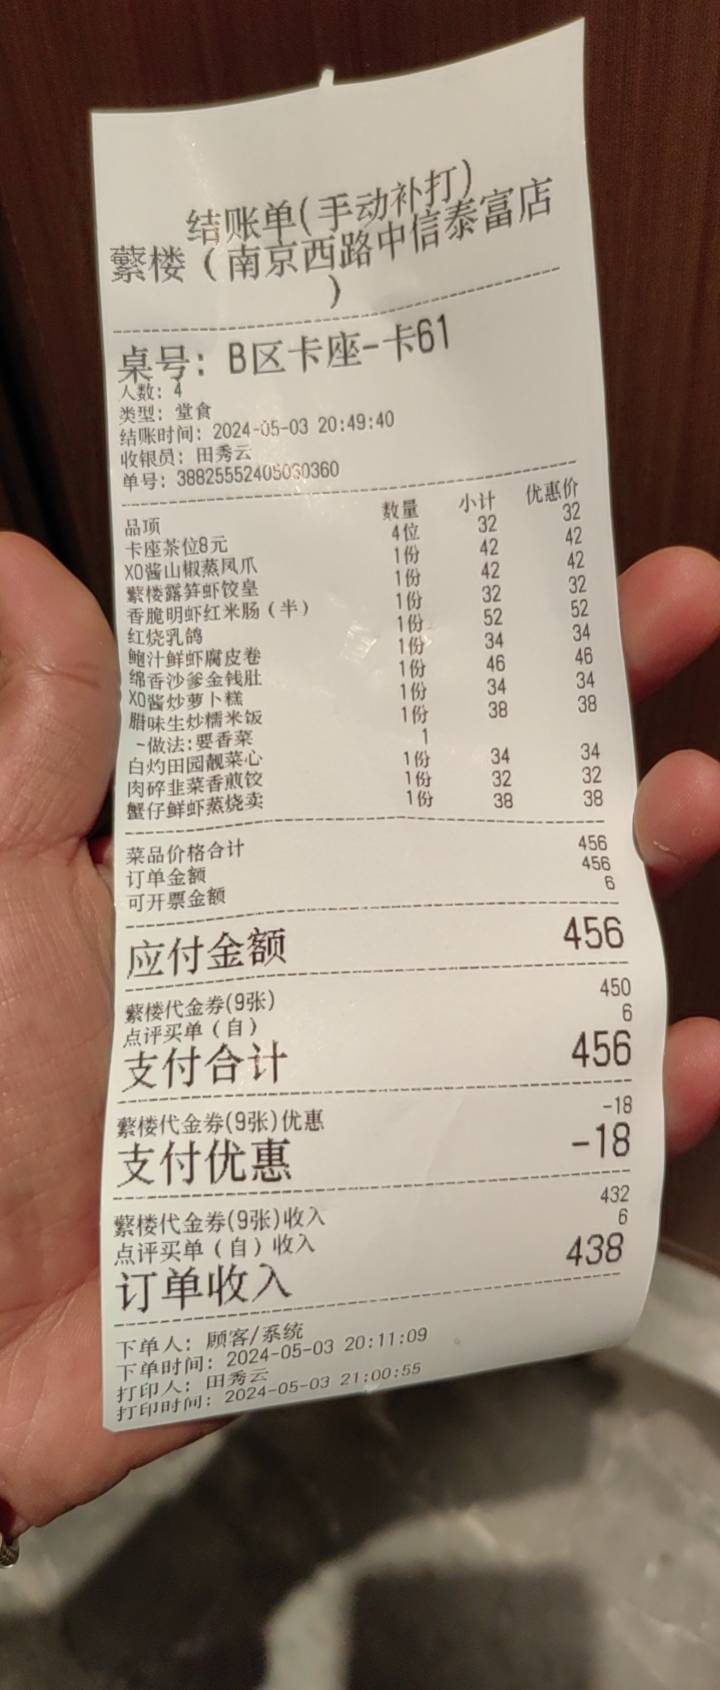 结账单(手动补打)
蘩楼（南京西路中信泰富店
）
桌号: B区卡座-卡61
人数: 4
类型: 堂食
结账时间: 2024-05-03 20:49:40
收银员: 田秀云
单号: 38825552405030360
品项 数量 小计 优惠价
卡座茶位8元 4位 32 32
XO酱山椒蒸凤爪 1份 42 42
蘩楼露笋虾饺皇 1份 42 42
香脆明虾红米肠（半） 1份 32 32
红烧乳鸽 1份 52 52
鲍汁鲜虾腐皮卷 1份 34 34
绵香沙爹金钱肚 1份 46 46
XO酱炒萝卜糕 1份 34 34
腊味生炒糯米饭 1份 38 38
-做法:要香菜 1
白灼田园靓菜心 1份 34 34
肉碎韭菜香煎饺 1份 32 32
蟹仔鲜虾蒸烧卖 1份 38 38
菜品价格合计 456
订单金额 456
可开票金额 6
应付金额 456
蘩楼代金券(9张) 450
点评买单（自） 6
支付合计 456
蘩楼代金券(9张)优惠 -18
支付优惠 -18
蘩楼代金券(9张)收入 432
点评买单（自）收入 6
订单收入 438
下单人: 顾客/系统
下单时间: 2024-05-03 20:11:09
打印人: 田秀云
打印时间: 2024-05-03 21:00:55